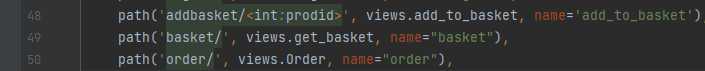 48 path('addbasket/<int:prodid>', views.add_to_basket, name='add_to_basket')
49 path('basket/', views.get_basket, name="basket"),
50 path('order/', views.Order, name="order"),